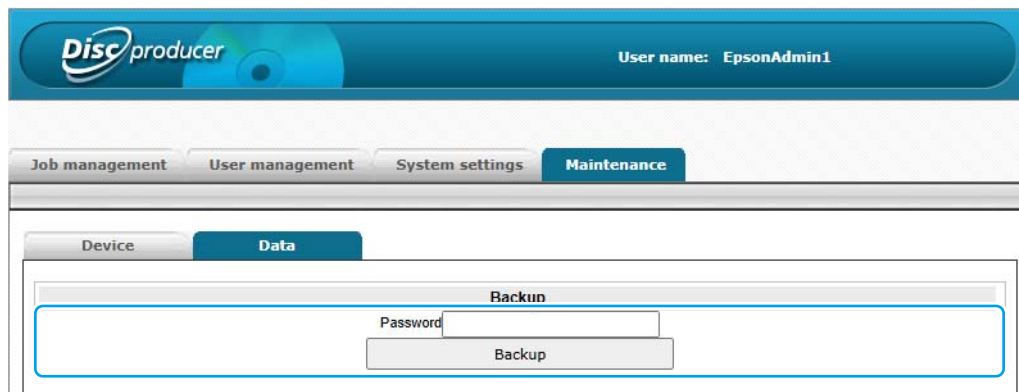 Disc producer
User name: EpsonAdmin1
Job management User management System settings Maintenance
Device Data
Backup
Password
Backup